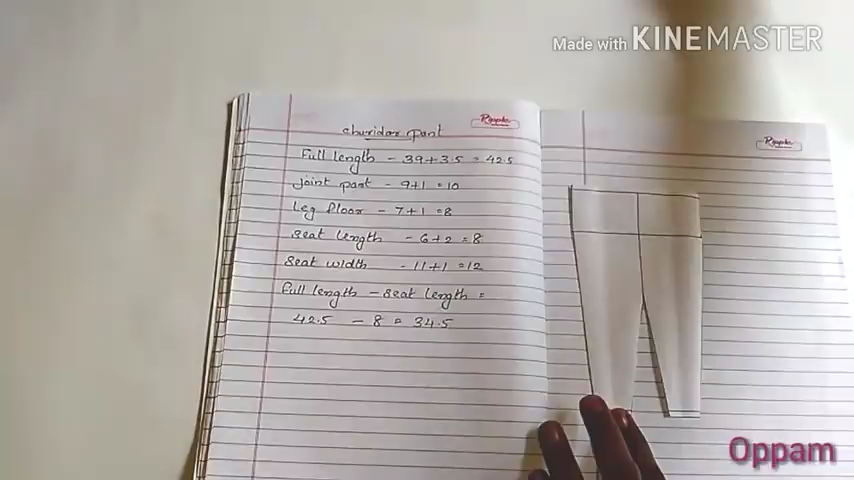 Made with KINEMASTER
Ripple
churidar pant
Full length - 39+3.5 = 42.5
joint part - 9+1 = 10
Leg floor - 7+1 = 8
seat length - 6+2 = 8
seat width - 11+1 = 12
full length - seat length =
42.5 - 8 = 34.5
Ripple
Oppam